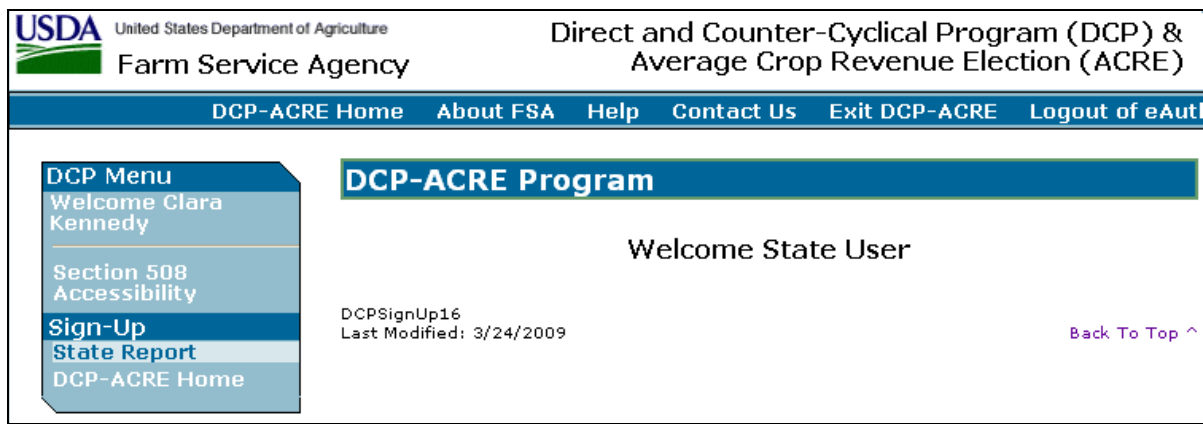 USDA United States Department of Agriculture
Farm Service Agency
Direct and Counter-Cyclical Program (DCP) &
Average Crop Revenue Election (ACRE)
DCP-ACRE Home About FSA Help Contact Us Exit DCP-ACRE Logout of eAuth
DCP Menu
Welcome Clara
Kennedy
Section 508
Accessibility
Sign-Up
State Report
DCP-ACRE Home
DCP-ACRE Program
Welcome State User
DCPSignUp16
Last Modified: 3/24/2009
Back To Top ^